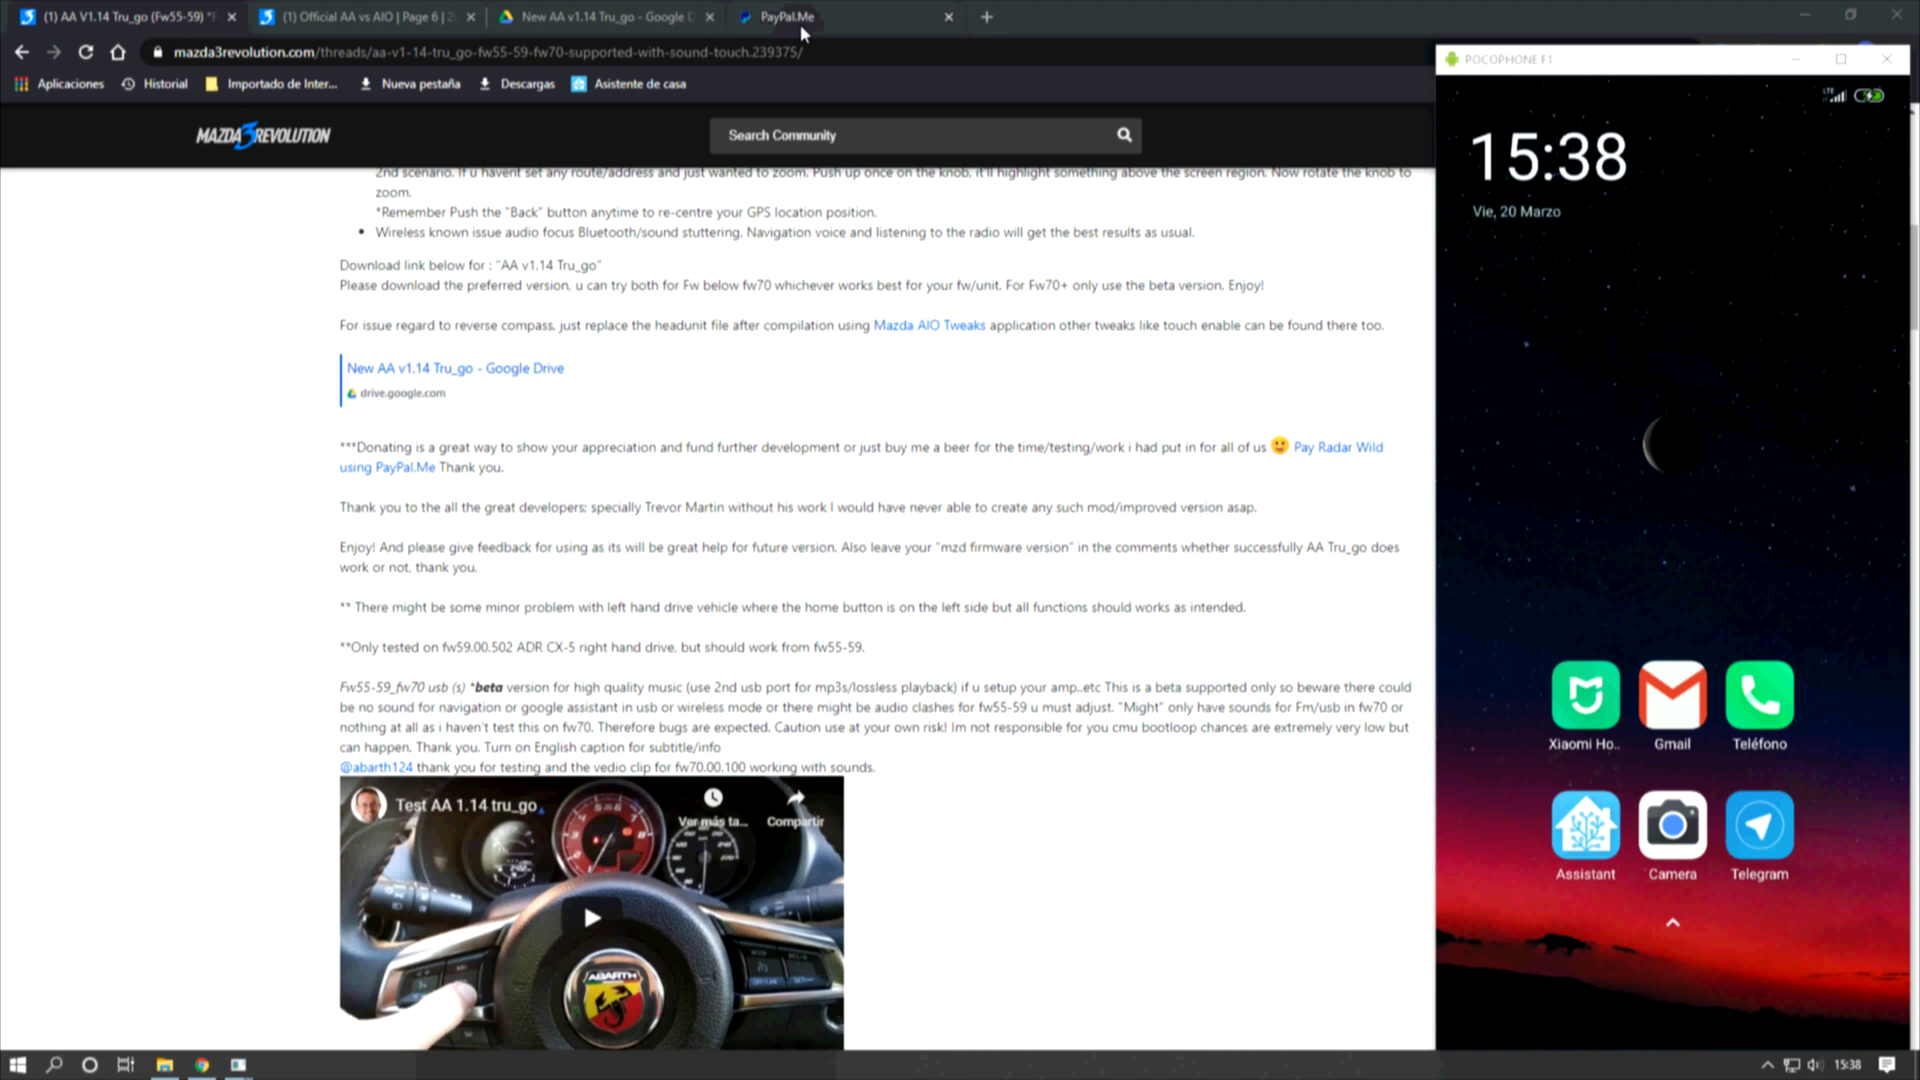 (1) AA V1.14 Tru_go (Fw55-59) *F
(1) Official AA vs AIO | Page 6 | 2
New AA v1.14 Tru_go - Google D
PayPal.Me
mazda3revolution.com/threads/aa-v1-14-tru_go-fw55-59-fw70-supported-with-sound-touch.239375/
Aplicaciones
Historial
Importado de Inter...
Nueva pestaña
Descargas
Asistente de casa
MAZDA3REVOLUTION
Search Community
2nd scenario. If u havent set any route/address and just wanted to zoom. Push up once on the knob, it'll highlight something above the screen region. Now rotate the knob to
zoom.
*Remember Push the "Back" button anytime to re-centre your GPS location position.
• Wireless known issue audio focus Bluetooth/sound stuttering. Navigation voice and listening to the radio will get the best results as usual.
Download link below for : "AA v1.14 Tru_go"
Please download the preferred version, u can try both for Fw below fw70 whichever works best for your fw/unit. For Fw70+ only use the beta version. Enjoy!
For issue regard to reverse compass, just replace the headunit file after compilation using Mazda AIO Tweaks application other tweaks like touch enable can be found there too.
New AA v1.14 Tru_go - Google Drive
drive.google.com
***Donating is a great way to show your appreciation and fund further development or just buy me a beer for the time/testing/work i had put in for all of us 🙂 Pay Radar Wild
using PayPal.Me Thank you.
Thank you to the all the great developers; specially Trevor Martin without his work I would have never able to create any such mod/improved version asap.
Enjoy! And please give feedback for using as its will be great help for future version. Also leave your "mzd firmware version" in the comments whether successfully AA Tru_go does
work or not, thank you.
** There might be some minor problem with left hand drive vehicle where the home button is on the left side but all functions should works as intended.
**Only tested on fw59.00.502 ADR CX-5 right hand drive, but should work from fw55-59.
Fw55-59_fw70 usb (s) *beta version for high quality music (use 2nd usb port for mp3s/lossless playback) if u setup your amp..etc This is a beta supported only so beware there could
be no sound for navigation or google assistant in usb or wireless mode or there might be audio clashes for fw55-59 u must adjust. "Might" only have sounds for Fm/usb in fw70 or
nothing at all as i haven't test this on fw70. Therefore bugs are expected. Caution use at your own risk! Im not responsible for you cmu bootloop chances are extremely very low but
can happen. Thank you. Turn on English caption for subtitle/info
@abarth124 thank you for testing and the vedio clip for fw70.00.100 working with sounds.
Test AA 1.14 tru_go
Ver más ta...
Compartir
ABARTH
POCOPHONE F1
LTE
15:38
Vie, 20 Marzo
Xiaomi Ho..
Gmail
Teléfono
Assistant
Camera
Telegram
15:38